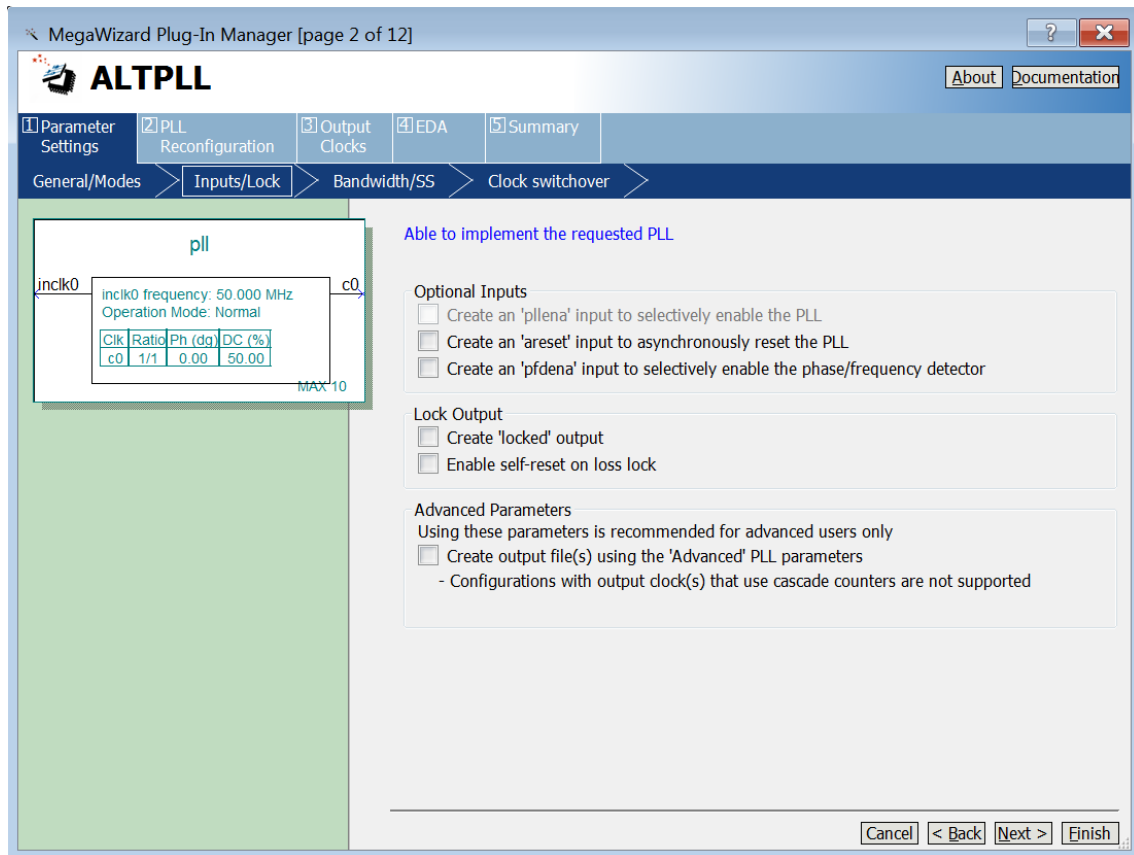 MegaWizard Plug-In Manager [page 2 of 12]
?
ALTPLL
About Documentation
1 Parameter Settings
2 PLL Reconfiguration
3 Output Clocks
4 EDA
5 Summary
General/Modes Inputs/Lock Bandwidth/SS Clock switchover
pll
inclk0 c0
inclk0 frequency: 50.000 MHz
Operation Mode: Normal
Clk Ratio Ph (dg) DC (%)
c0 1/1 0.00 50.00
MAX 10
Able to implement the requested PLL
Optional Inputs
Create an 'pllena' input to selectively enable the PLL
Create an 'areset' input to asynchronously reset the PLL
Create an 'pfdena' input to selectively enable the phase/frequency detector
Lock Output
Create 'locked' output
Enable self-reset on loss lock
Advanced Parameters
Using these parameters is recommended for advanced users only
Create output file(s) using the 'Advanced' PLL parameters
- Configurations with output clock(s) that use cascade counters are not supported
Cancel < Back Next > Finish